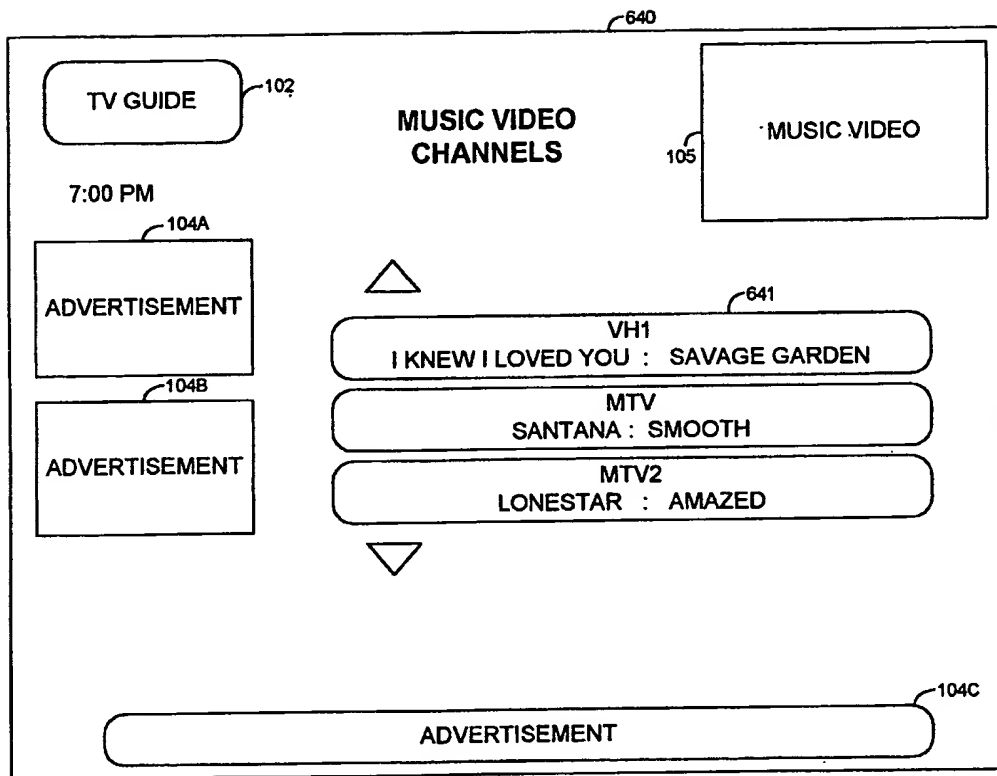 640
TV GUIDE
102
MUSIC VIDEO
CHANNELS
105
MUSIC VIDEO
7:00 PM
104A
ADVERTISEMENT
104B
ADVERTISEMENT
641
VH1
I KNEW I LOVED YOU : SAVAGE GARDEN
MTV
SANTANA : SMOOTH
MTV2
LONESTAR : AMAZED
104C
ADVERTISEMENT